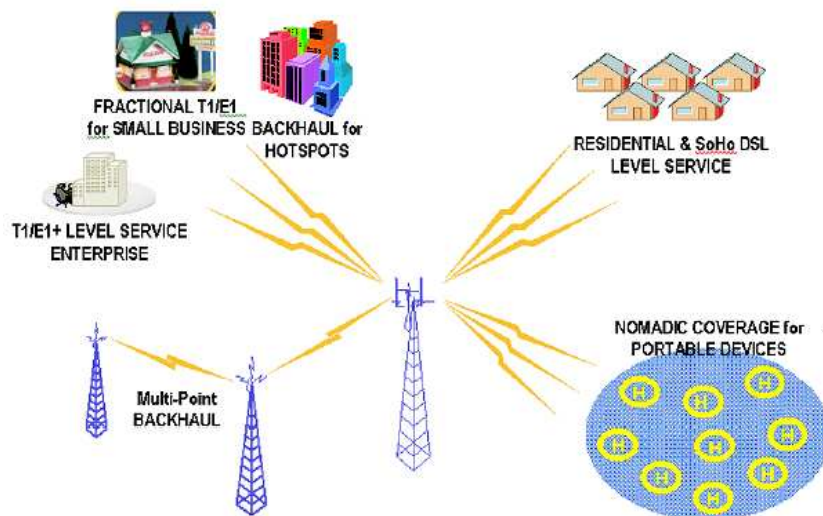 FRACTIONAL T1/E1
for SMALL BUSINESS
BACKHAUL for
HOTSPOTS
T1/E1+ LEVEL SERVICE
ENTERPRISE
RESIDENTIAL & SoHo DSL
LEVEL SERVICE
Multi-Point
BACKHAUL
NOMADIC COVERAGE for
PORTABLE DEVICES
H
H
H
H
H
H
H
H
H